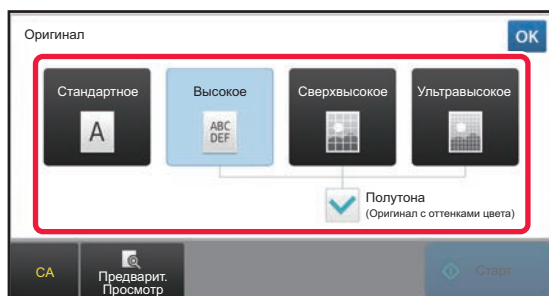 Оригинал
OK
Стандартное
Высокое
Сверхвысокое
Ультравысокое
A
ABC
DEF
Полутона
(Оригинал с оттенками цвета)
CA
Предварит.
Просмотр
Старт